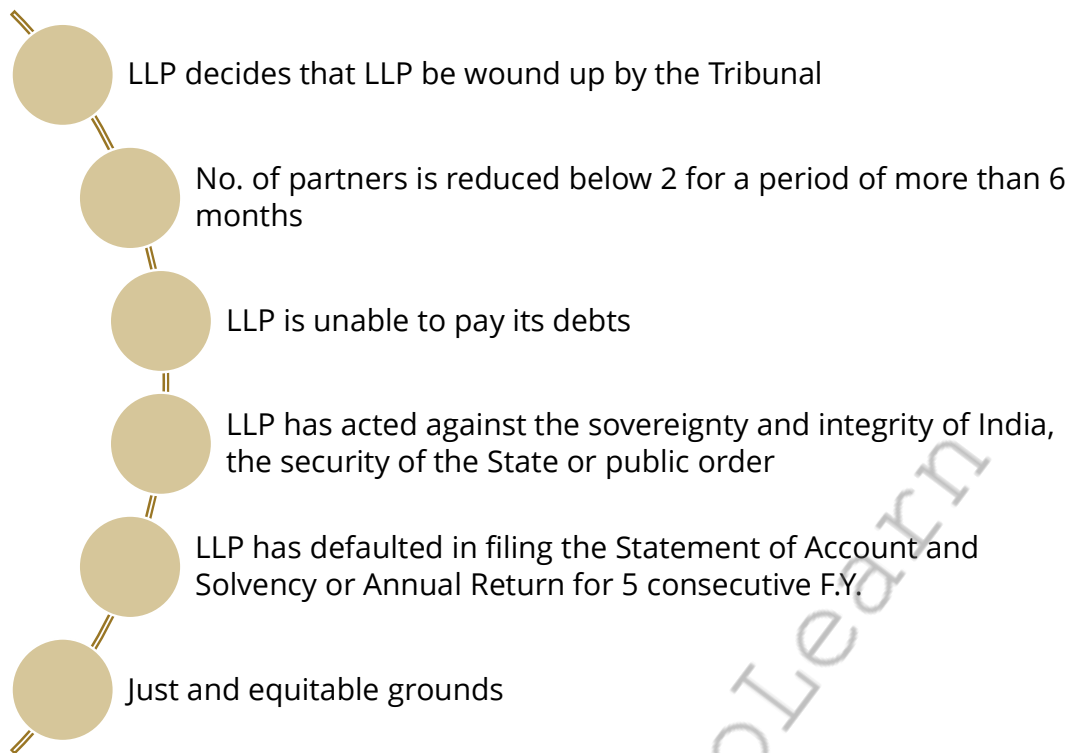 LLP decides that LLP be wound up by the Tribunal
No. of partners is reduced below 2 for a period of more than 6
months
LLP is unable to pay its debts
LLP has acted against the sovereignty and integrity of India,
the security of the State or public order
LLP has defaulted in filing the Statement of Account and
Solvency or Annual Return for 5 consecutive F.Y.
Just and equitable grounds